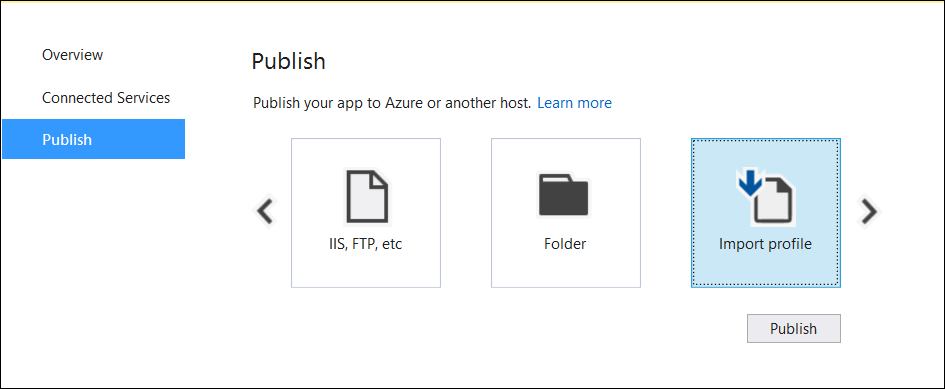 Overview
Connected Services
Publish
Publish
Publish your app to Azure or another host. Learn more
IIS, FTP, etc
Folder
Import profile
Publish